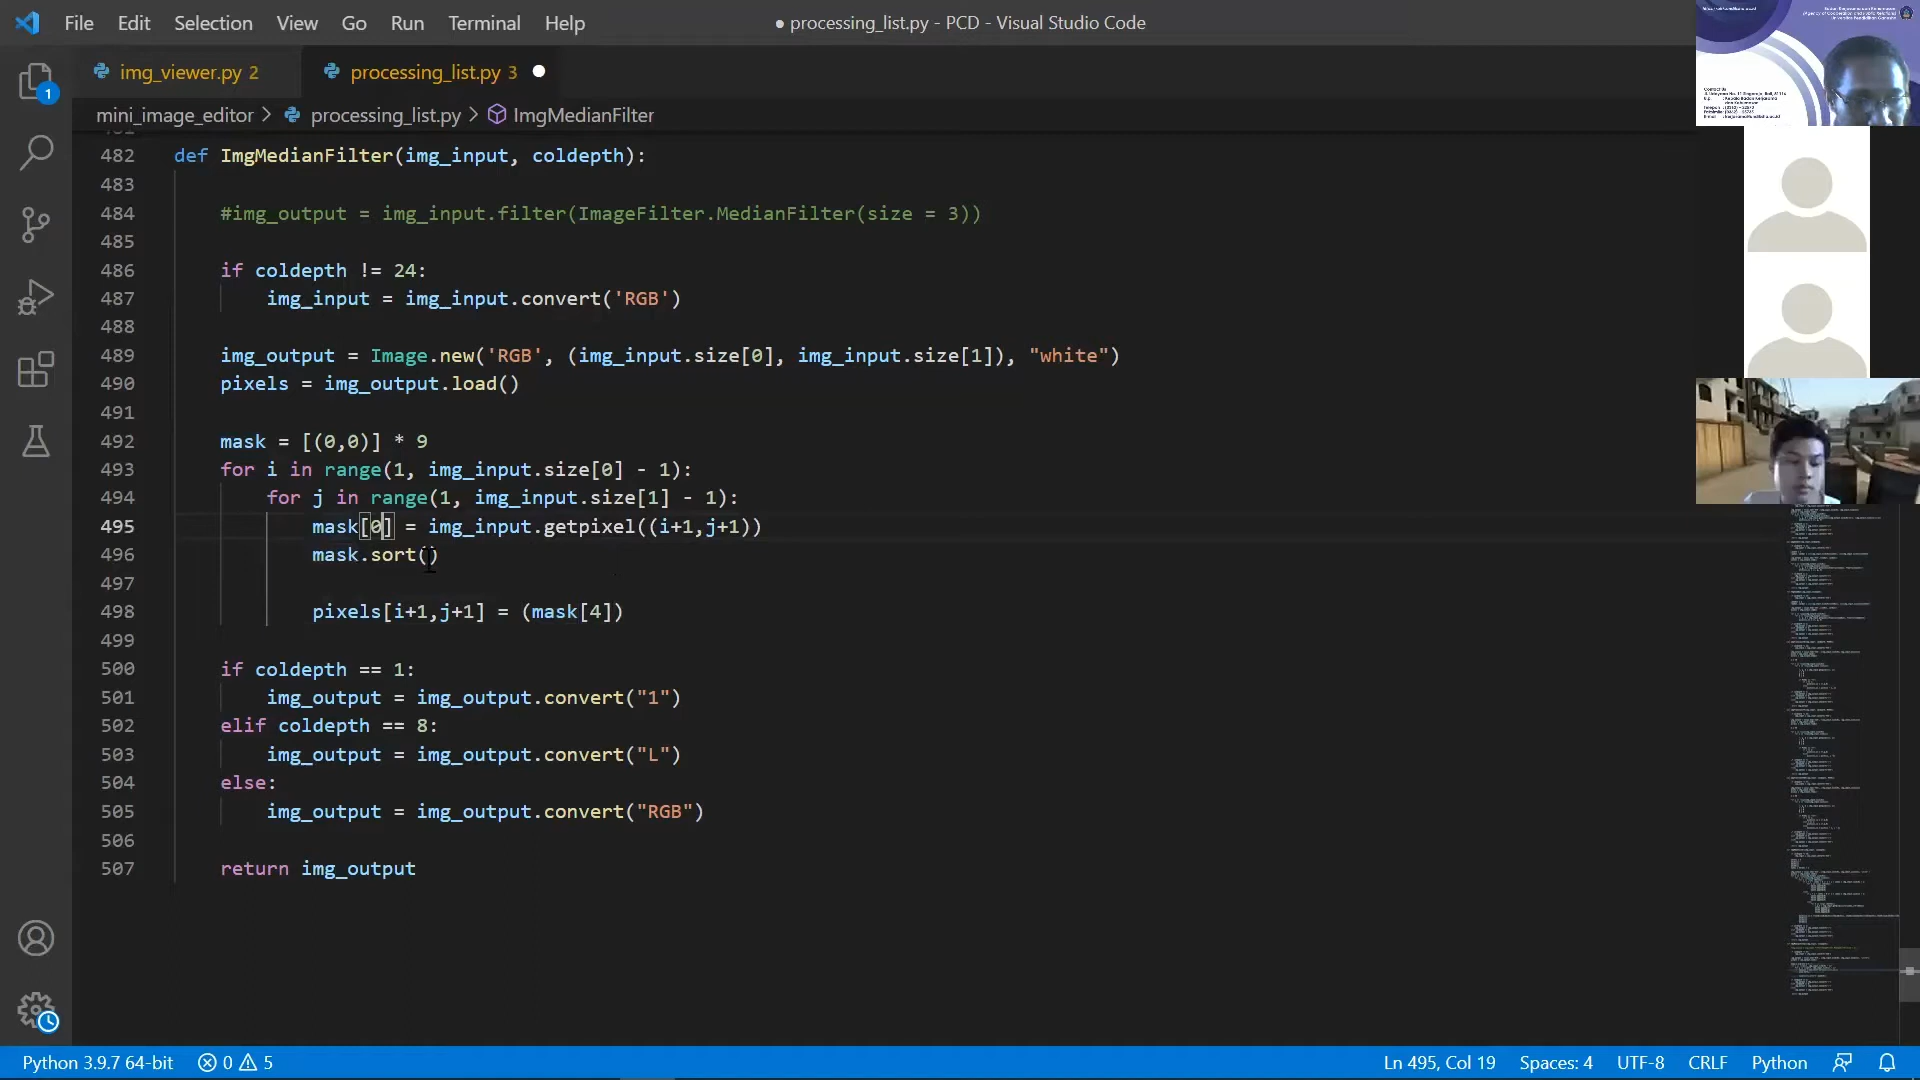 File Edit Selection View Go Run Terminal Help
● processing_list.py - PCD - Visual Studio Code
img_viewer.py 2
processing_list.py 3
mini_image_editor > processing_list.py > ImgMedianFilter
481
482 def ImgMedianFilter(img_input, coldepth):
483
484 #img_output = img_input.filter(ImageFilter.MedianFilter(size = 3))
485
486 if coldepth != 24:
487 img_input = img_input.convert('RGB')
488
489 img_output = Image.new('RGB', (img_input.size[0], img_input.size[1]), "white")
490 pixels = img_output.load()
491
492 mask = [(0,0)] * 9
493 for i in range(1, img_input.size[0] - 1):
494 for j in range(1, img_input.size[1] - 1):
495 mask[0] = img_input.getpixel((i+1,j+1))
496 mask.sort()
497
498 pixels[i+1,j+1] = (mask[4])
499
500 if coldepth == 1:
501 img_output = img_output.convert("1")
502 elif coldepth == 8:
503 img_output = img_output.convert("L")
504 else:
505 img_output = img_output.convert("RGB")
506
507 return img_output
1
Python 3.9.7 64-bit 0 5
Ln 495, Col 19 Spaces: 4 UTF-8 CRLF Python